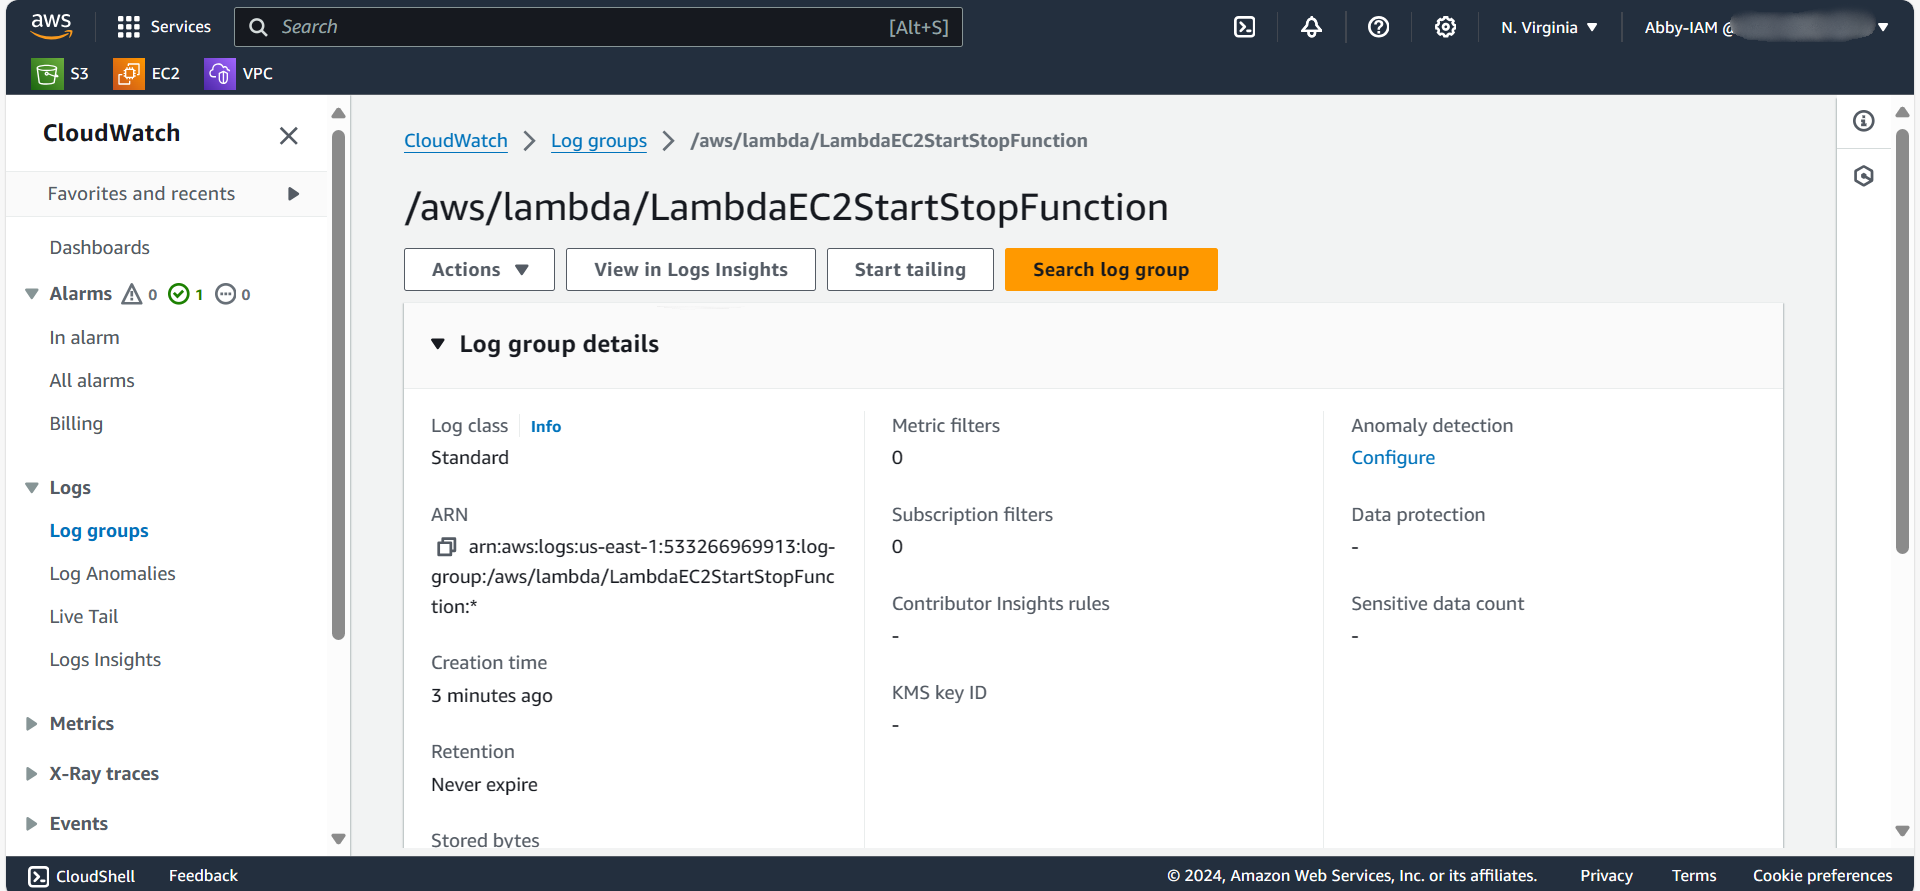 aws
Services
Search
[Alt+S]
N. Virginia
Abby-IAM @
S3
EC2
VPC
CloudWatch
Favorites and recents
Dashboards
Alarms 0 1 0
In alarm
All alarms
Billing
Logs
Log groups
Log Anomalies
Live Tail
Logs Insights
Metrics
X-Ray traces
Events
CloudWatch
Log groups
/aws/lambda/LambdaEC2StartStopFunction
/aws/lambda/LambdaEC2StartStopFunction
Actions
View in Logs Insights
Start tailing
Search log group
Log group details
Log class
Info
Standard
ARN
arn:aws:logs:us-east-1:533266969913:log-
group:/aws/lambda/LambdaEC2StartStopFunc
tion:*
Creation time
3 minutes ago
Retention
Never expire
Stored bytes
Metric filters
0
Subscription filters
0
Contributor Insights rules
-
KMS key ID
-
Anomaly detection
Configure
Data protection
-
Sensitive data count
-
CloudShell
Feedback
© 2024, Amazon Web Services, Inc. or its affiliates.
Privacy
Terms
Cookie preferences